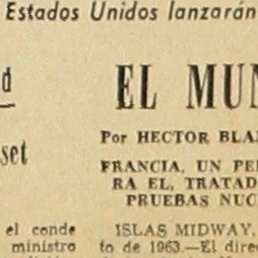 Estados Unidos lanzarán
d
EL MUN
set
Por HECTOR BLA
FRANCIA, UN PE
RA EL, TRATAD
PRUEBAS NUC
el conde
ministro
ISLAS MIDWAY,
to de 1963.—El direc